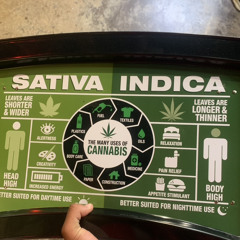 SATIVA INDICA
LEAVES ARE
SHORTER
& WIDER
LEAVES ARE
LONGER &
THINNER
FUEL
TEXTILES
PLASTICS
OILS
BODY CARE
MEDICINE
PAPER
CONSTRUCTION
THE MANY USES OF
CANNABIS
ALERTNESS
CREATIVITY
INCREASED ENERGY
RELAXATION
PAIN RELIEF
APPETITE STIMULANT
HEAD
HIGH
BODY
HIGH
BETTER SUITED FOR DAYTIME USE
BETTER SUITED FOR NIGHTTIME USE